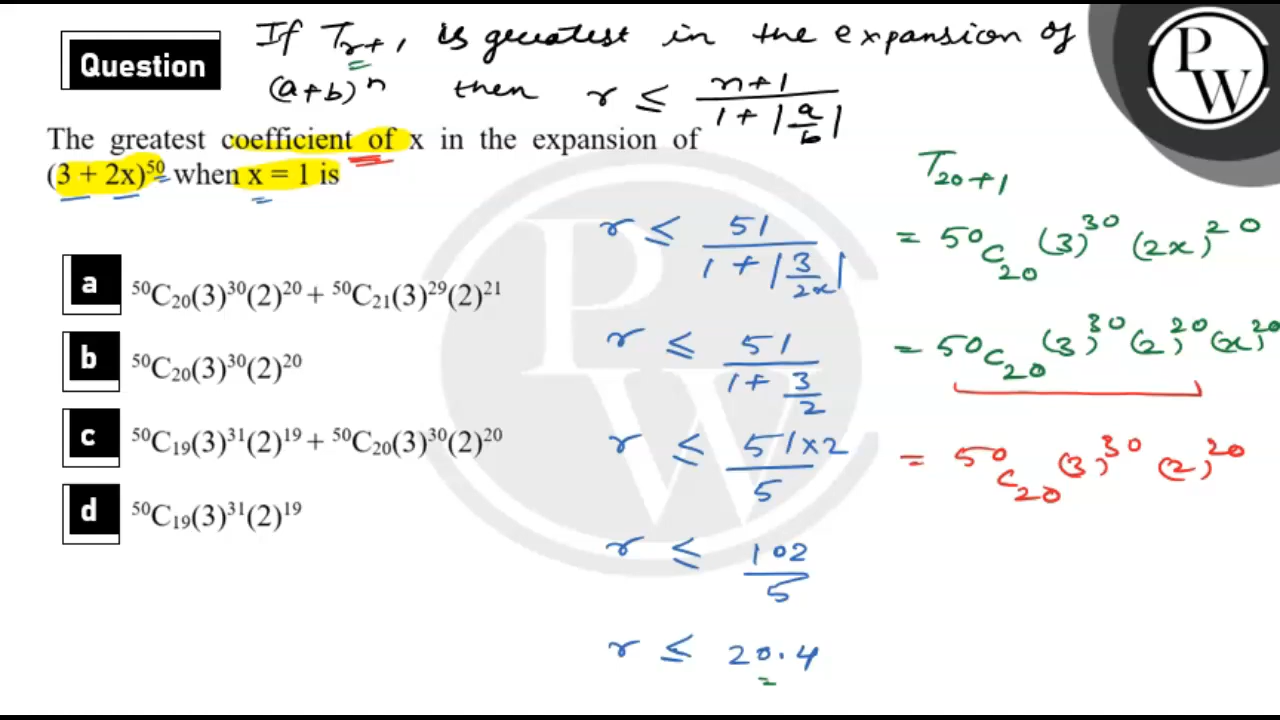 If Tᵣ₊₁ is greatest in the expansion of
(a+b)ⁿ then r ≤ (n+1)/(1+|a/b|)
Question
The greatest coefficient of x in the expansion of
(3 + 2x)⁵⁰ when x = 1 is
a ⁵⁰C₂₀(3)³⁰(2)²⁰ + ⁵⁰C₂₁(3)²⁹(2)²¹
b ⁵⁰C₂₀(3)³⁰(2)²⁰
c ⁵⁰C₁₉(3)³¹(2)¹⁹ + ⁵⁰C₂₀(3)³⁰(2)²⁰
d ⁵⁰C₁₉(3)³¹(2)¹⁹
r ≤ 51/(1+|3/2x|)
r ≤ 51/(1+3/2)
r ≤ 51×2/5
r ≤ 102/5
r ≤ 20.4
T₂₀₊₁
= ⁵⁰C₂₀ (3)³⁰ (2x)²⁰
= ⁵⁰C₂₀ (3)³⁰ (2)²⁰ (x)²⁰
= ⁵⁰C₂₀ (3)³⁰ (2)²⁰
P
W
P
W